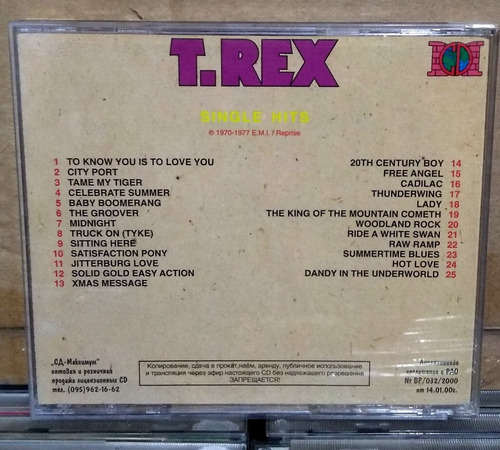 T.REX
CD
SINGLE HITS
℗ 1970-1977 E.M.I. / Reprise
1 TO KNOW YOU IS TO LOVE YOU
2 CITY PORT
3 TAME MY TIGER
4 CELEBRATE SUMMER
5 BABY BOOMERANG
6 THE GROOVER
7 MIDNIGHT
8 TRUCK ON (TYKE)
9 SITTING HERE
10 SATISFACTION PONY
11 JITTERBURG LOVE
12 SOLID GOLD EASY ACTION
13 XMAS MESSAGE
20TH CENTURY BOY 14
FREE ANGEL 15
CADILAC 16
THUNDERWING 17
LADY 18
THE KING OF THE MOUNTAIN COMETH 19
WOODLAND ROCK 20
RIDE A WHITE SWAN 21
RAW RAMP 22
SUMMERTIME BLUES 23
HOT LOVE 24
DANDY IN THE UNDERWORLD 25
„СД-Максимум"
оптовая и розничная
продажа лицензионных CD
тел. (095)962-16-62
Копирование, сдача в прокат,наём, аренду, публичное использование
и трансляция через эфир настоящего CD без надлежащего разрешения
ЗАПРЕЩАЕТСЯ!
Лицензионное
соглашение с РАО
№ ВР/032/2000
от 14.01.00г.